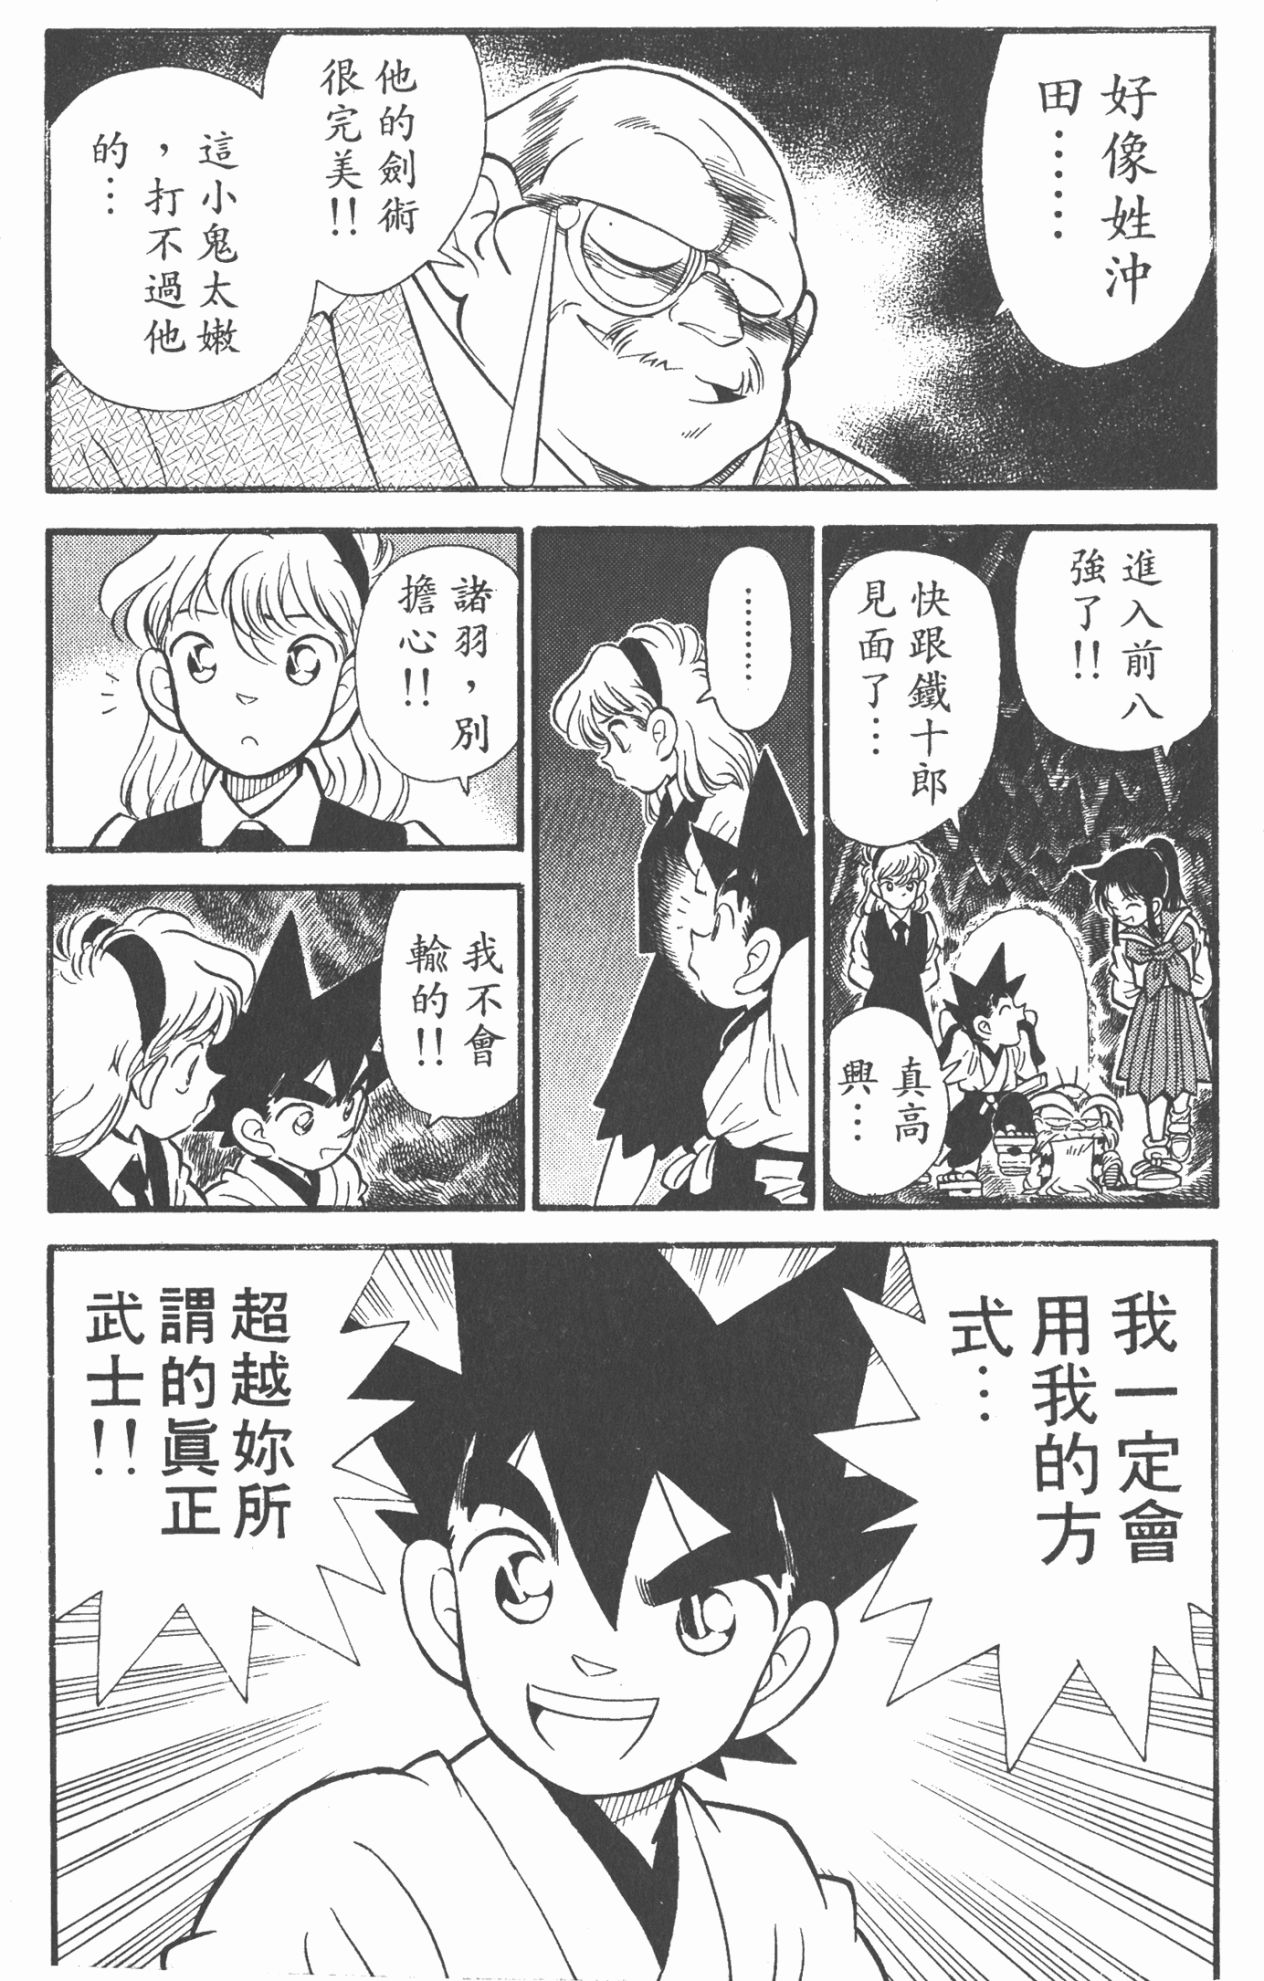 好像姓沖
田……
他的劍術
很完美!!
這小鬼太嫩
，打不過他
的…
進入前八
強了!!
快跟鐵十郎
見面了…
真高
興…
………
諸羽，別
擔心!!
我不會
輸的!!
我一定會
用我的方
式…
超越妳所
謂的眞正
武士!!